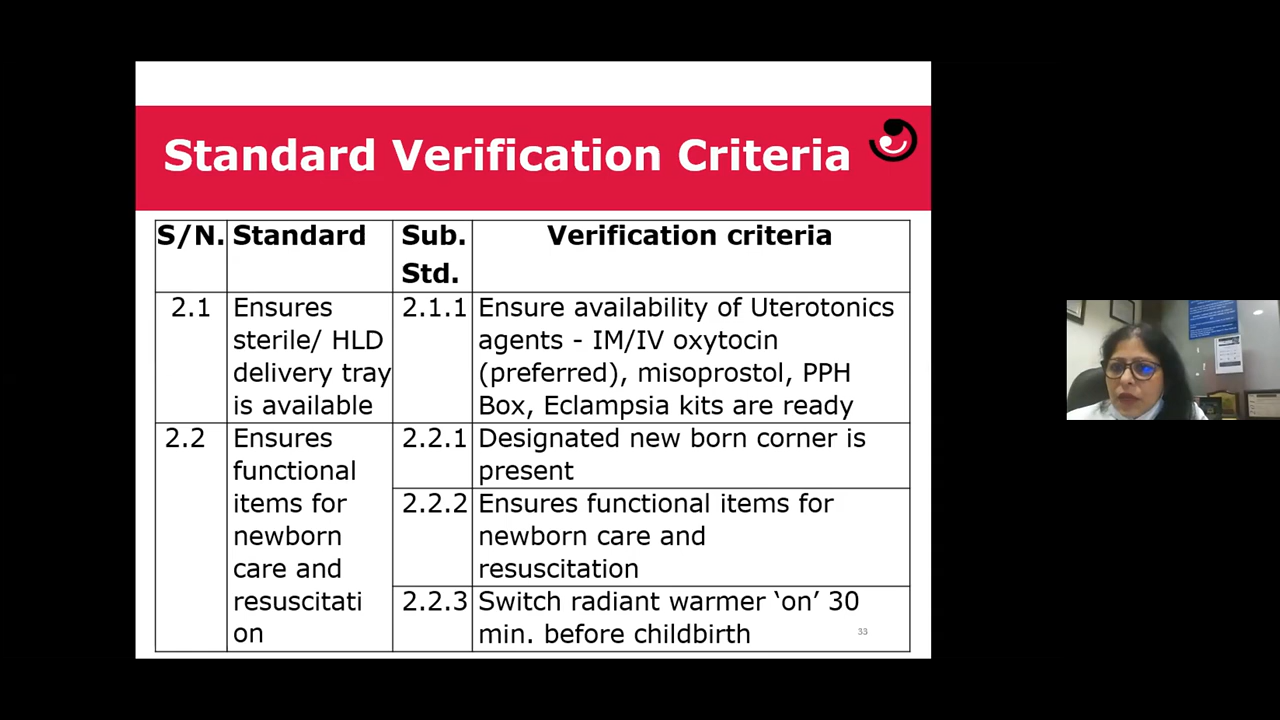 Standard Verification Criteria
S/N.
Standard
Sub.
Std.
Verification criteria
2.1
Ensures
sterile/ HLD
delivery tray
is available
2.1.1
Ensure availability of Uterotonics
agents - IM/IV oxytocin
(preferred), misoprostol, PPH
Box, Eclampsia kits are ready
2.2
Ensures
functional
items for
newborn
care and
resuscitati
on
2.2.1
Designated new born corner is
present
2.2.2
Ensures functional items for
newborn care and
resuscitation
2.2.3
Switch radiant warmer ‘on’ 30
min. before childbirth
33